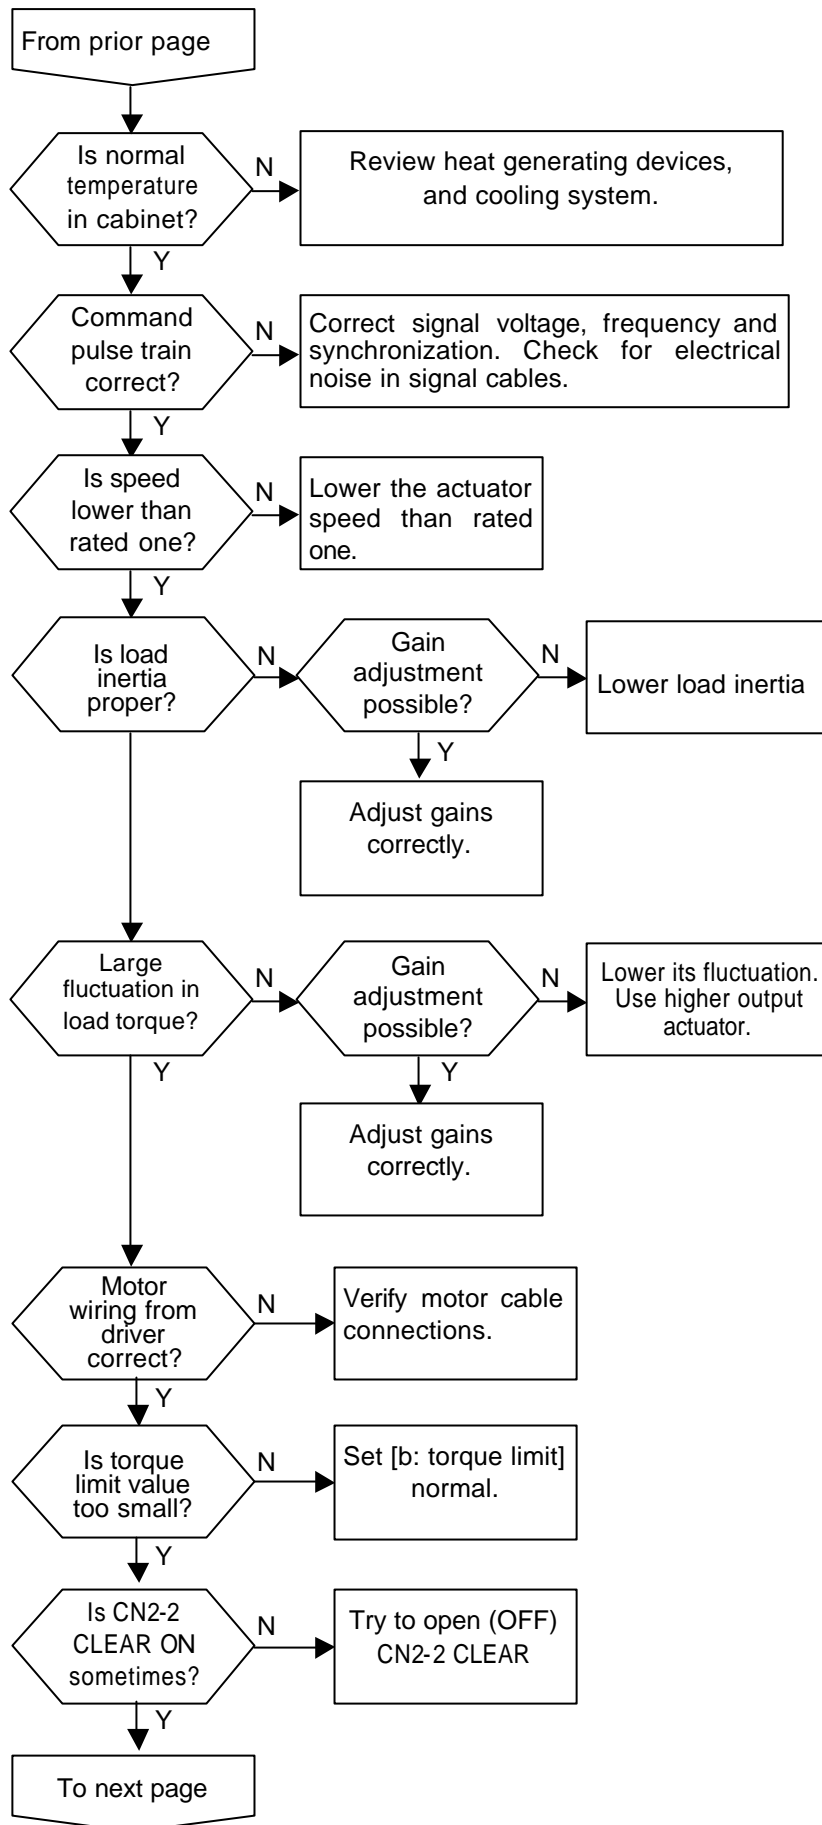 From prior page
Is normal
temperature
in cabinet?
N
Review heat generating devices,
and cooling system.
Y
Command
pulse train
correct?
N
Correct signal voltage, frequency and
synchronization. Check for electrical
noise in signal cables.
Y
Is speed
lower than
rated one?
N
Lower the actuator
speed than rated
one.
Y
Is load
inertia
proper?
N
Gain
adjustment
possible?
N
Lower load inertia
Y
Adjust gains
correctly.
Large
fluctuation in
load torque?
N
Gain
adjustment
possible?
N
Lower its fluctuation.
Use higher output
actuator.
Y
Y
Adjust gains
correctly.
Motor
wiring from
driver
correct?
N
Verify motor cable
connections.
Y
Is torque
limit value
too small?
N
Set [b: torque limit]
normal.
Y
Is CN2-2
CLEAR ON
sometimes?
N
Try to open (OFF)
CN2-2 CLEAR
Y
To next page